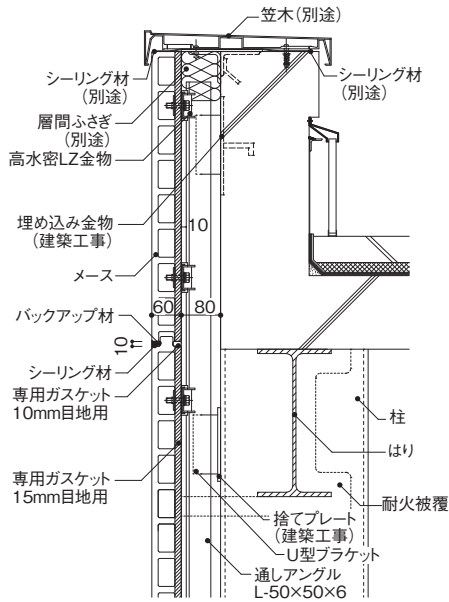 笠木(別途)
シーリング材
(別途)
シーリング材
(別途)
層間ふさぎ
(別途)
高水密LZ金物
埋め込み金物
(建築工事)
10
メース
60
80
バックアップ材
10
シーリング材
専用ガスケット
10mm目地用
柱
はり
専用ガスケット
15mm目地用
耐火被覆
捨てプレート
(建築工事)
U型ブラケット
通しアングル
L-50×50×6